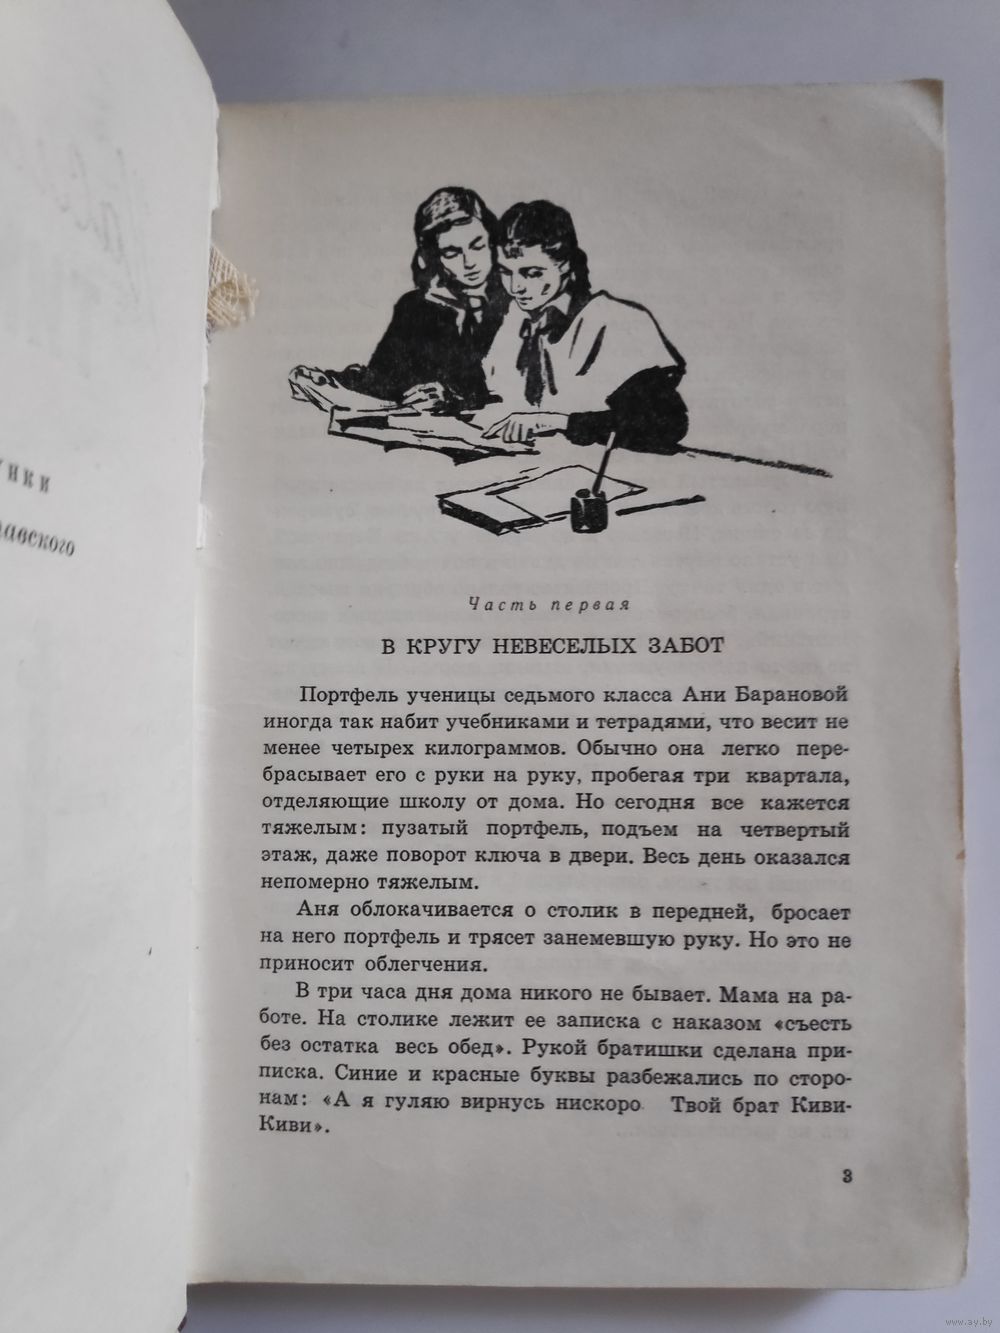 Часть первая
В КРУГУ НЕВЕСЕЛЫХ ЗАБОТ
Портфель ученицы седьмого класса Ани Барановой
иногда так набит учебниками и тетрадями, что весит не
менее четырех килограммов. Обычно она легко пере-
брасывает его с руки на руку, пробегая три квартала,
отделяющие школу от дома. Но сегодня все кажется
тяжелым: пузатый портфель, подъем на четвертый
этаж, даже поворот ключа в двери. Весь день оказался
непомерно тяжелым.
Аня облокачивается о столик в передней, бросает
на него портфель и трясет занемевшую руку. Но это не
приносит облегчения.
В три часа дня дома никого не бывает. Мама на ра-
боте. На столике лежит ее записка с наказом «съесть
без остатка весь обед». Рукой братишки сделана при-
писка. Синие и красные буквы разбежались по сторо-
нам: «А я гуляю вирнусь нискоро Твой брат Киви-
Киви».
3
www.ay.by